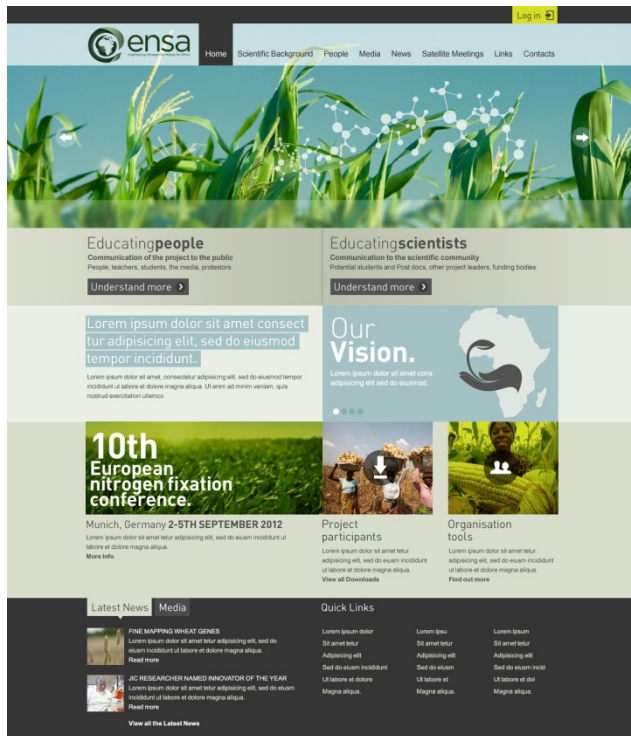 Log in
ensa
Engineering Nitrogen Symbiosis for Africa
Home Scientific Background People Media News Satellite Meetings Links Contacts
Educatingpeople
Communication of the project to the public
People, teachers, students, the media, protestors
Understand more
Educatingscientists
Communication to the scientific community
Potential students and Post docs, other project leaders, funding bodies
Understand more
Lorem ipsum dolor sit amet consect
tur adipisicing elit, sed do eiusmod
tempor incididunt.
Lorem ipsum dolor sit amet, consectetur adipisicing elit, sed do eiusmod tempor
incididunt ut labore et dolore magna aliqua. Ut enim ad minim veniam, quis
nostrud exercitation ullamco
Our
Vision.
Lorem ipsum dolor sit amet cons
adipisicing elit, sed do eiusmod.
10th
European
nitrogen fixation
conference.
Munich, Germany 2-5TH SEPTEMBER 2012
Lorem ipsum dolor sit amet tetur adipisicing elit, sed do eiusm incididunt ut
labore et dolore magna aliqua.
More Info
Project
participants
Lorem ipsum dolor sit amet tetur
adipisicing elit, sed do eiusm incididunt
ut labore et dolore magna aliqua.
View all Downloads
Organisation
tools
Lorem ipsum dolor sit amet tetur
adipisicing elit, sed do eiusm incididunt
ut labore et dolore magna aliqua.
Find out more
Latest News Media
FINE MAPPING WHEAT GENES
Lorem ipsum dolor sit amet tetur adipisicing elit, sed do
eiusm incididunt ut labore et dolore magna aliqua.
Read more
JIC RESEARCHER NAMED INNOVATOR OF THE YEAR
Lorem ipsum dolor sit amet tetur adipisicing elit, sed do eiusm
incididunt ut labore et dolore magna aliqua.
Read more
View all the Latest News
Quick Links
Lorem ipsum dolor
Sit amet tetur
Adipisicing elit
Sed do eiusm incididunt
Ut labore et dolore
Magna aliqua.
Lorem ipsu
Sit amet tetur
Adipisicing elit
Sed do eiusm
Ut labore et
Magna aliqua.
Lorem ipsum
Sit amet tetur
Adipisicing elit
Sed do eiusm incid
Ut labore et dol
Magna aliqua.